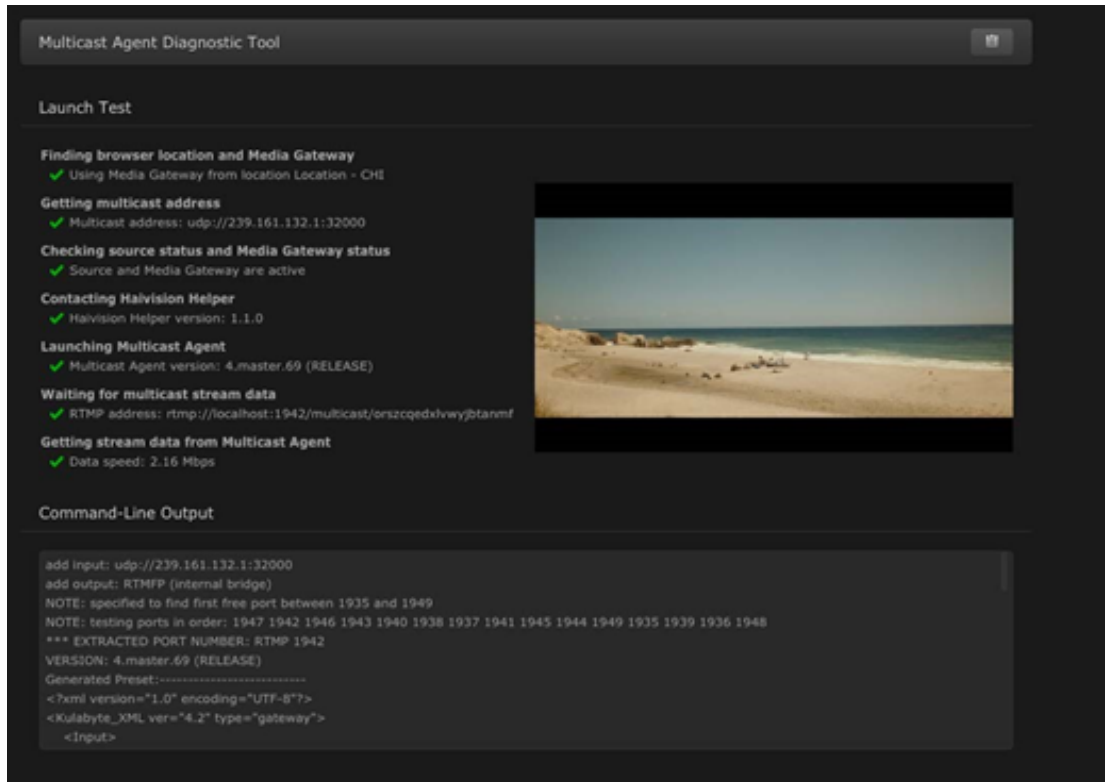 Multicast Agent Diagnostic Tool
Launch Test
Finding browser location and Media Gateway
Using Media Gateway from location Location - CHI
Getting multicast address
Multicast address: udp://239.161.132.1:32000
Checking source status and Media Gateway status
Source and Media Gateway are active
Contacting Haivision Helper
Haivision Helper version: 1.1.0
Launching Multicast Agent
Multicast Agent version: 4.master.69 (RELEASE)
Waiting for multicast stream data
RTMP address: rtmp://localhost:1942/multicast/orszcqedxlvwyjbtanmf
Getting stream data from Multicast Agent
Data speed: 2.16 Mbps
Command-Line Output
add input: udp://239.161.132.1:32000
add output: RTMFP (internal bridge)
NOTE: specified to find first free port between 1935 and 1949
NOTE: testing ports in order: 1947 1942 1946 1943 1940 1938 1937 1941 1945 1944 1949 1935 1939 1936 1948
*** EXTRACTED PORT NUMBER: RTMP 1942
VERSION: 4.master.69 (RELEASE)
Generated Preset:--------------------------
<?xml version="1.0" encoding="UTF-8"?>
<Kulabyte_XML ver="4.2" type="gateway">
<Input>